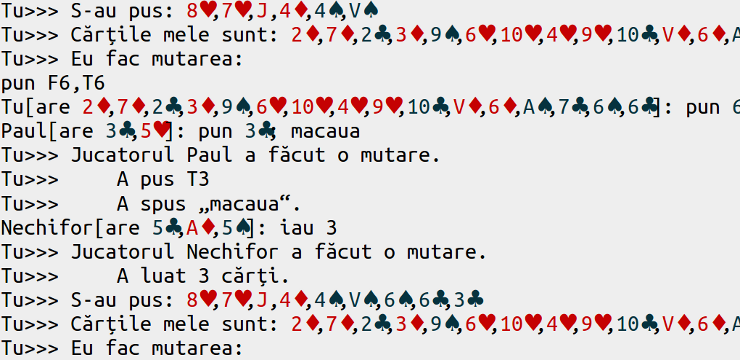 Tu>>> S-au pus: 8♥,7♥,J,4♦,4♠,V♠
Tu>>> Cărțile mele sunt: 2♦,7♦,2♣,3♦,9♠,6♥,10♥,4♥,9♥,10♣,V♦,6♦,A
Tu>>> Eu fac mutarea:
pun F6,T6
Tu[are 2♦,7♦,2♣,3♦,9♠,6♥,10♥,4♥,9♥,10♣,V♦,6♦,A♠,7♣,6♠,6♣]: pun 6
Paul[are 3♣,5♥]: pun 3♣; macaua
Tu>>> Jucatorul Paul a făcut o mutare.
Tu>>> A pus T3
Tu>>> A spus „macaua“.
Nechifor[are 5♣,A♦,5♠]: iau 3
Tu>>> Jucatorul Nechifor a făcut o mutare.
Tu>>> A luat 3 cărți.
Tu>>> S-au pus: 8♥,7♥,J,4♦,4♠,V♠,6♠,6♣,3♣
Tu>>> Cărțile mele sunt: 2♦,7♦,2♣,3♦,9♠,6♥,10♥,4♥,9♥,10♣,V♦,6♦,A
Tu>>> Eu fac mutarea: